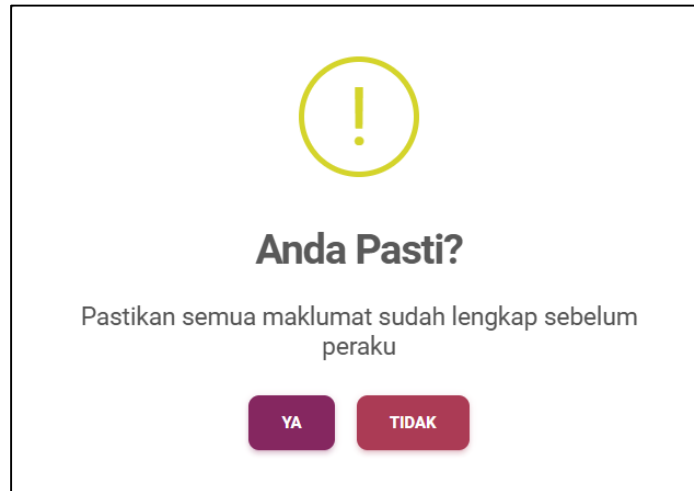 Anda Pasti?
Pastikan semua maklumat sudah lengkap sebelum
peraku
YA
TIDAK